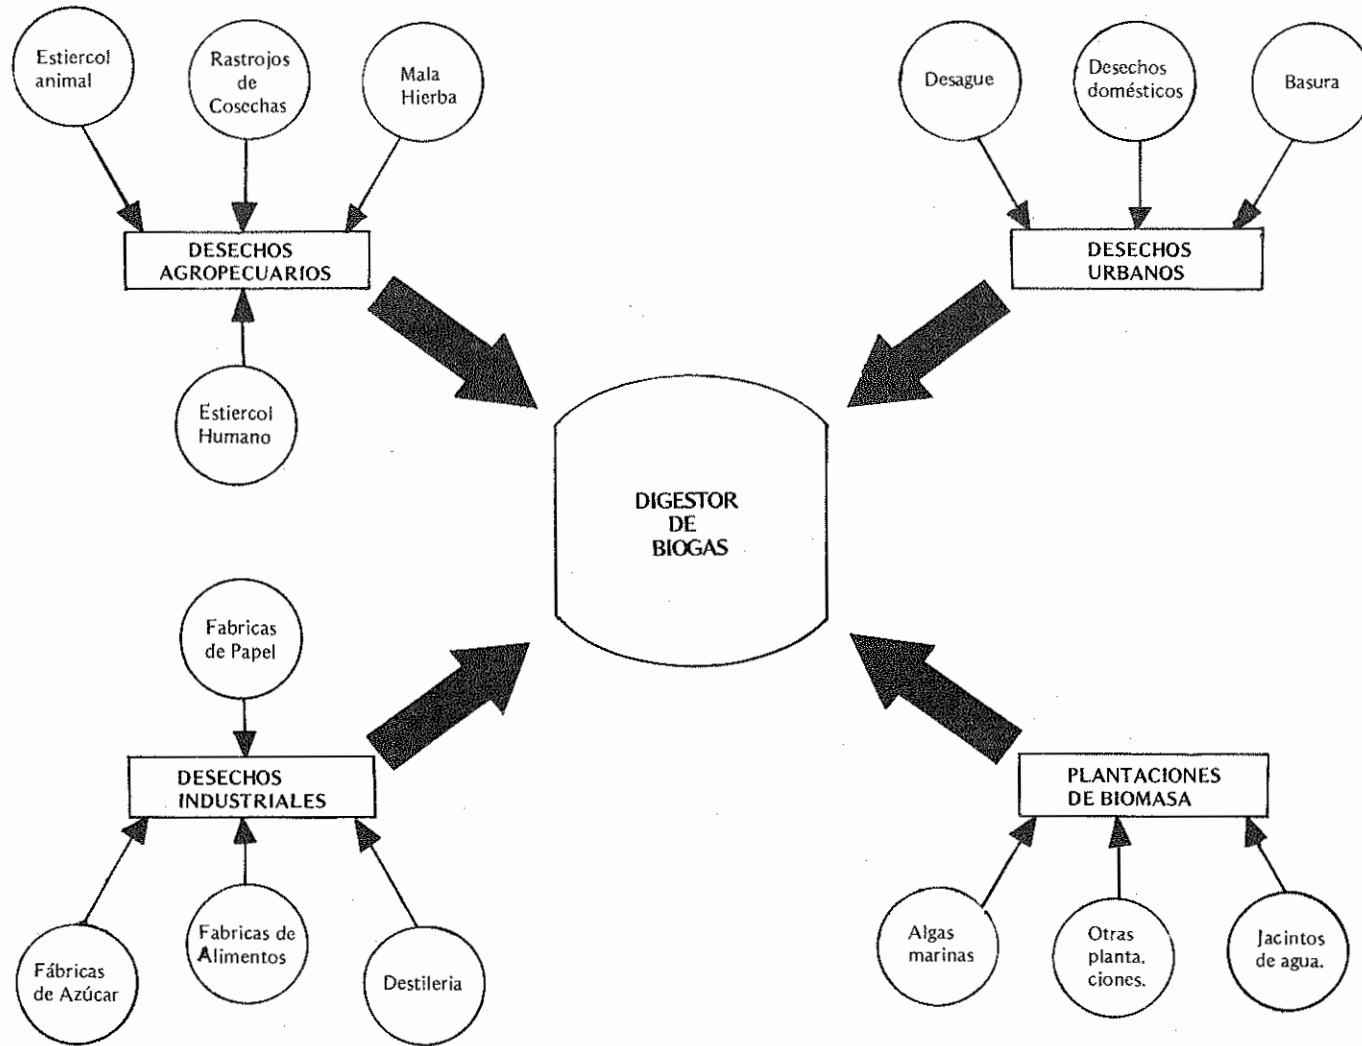 Estiercol
animal
Rastrojos
de
Cosechas
Mala
Hierba
DESECHOS
AGROPECUARIOS
Estiercol
Humano
Desague
Desechos
domésticos
Basura
DESECHOS
URBANOS
DIGESTOR
DE
BIOGAS
Fabricas
de Papel
DESECHOS
INDUSTRIALES
Fábricas
de Azúcar
Fabricas de
Alimentos
Destileria
PLANTACIONES
DE BIOMASA
Algas
marinas
Otras
planta.
ciones.
Jacintos
de agua.